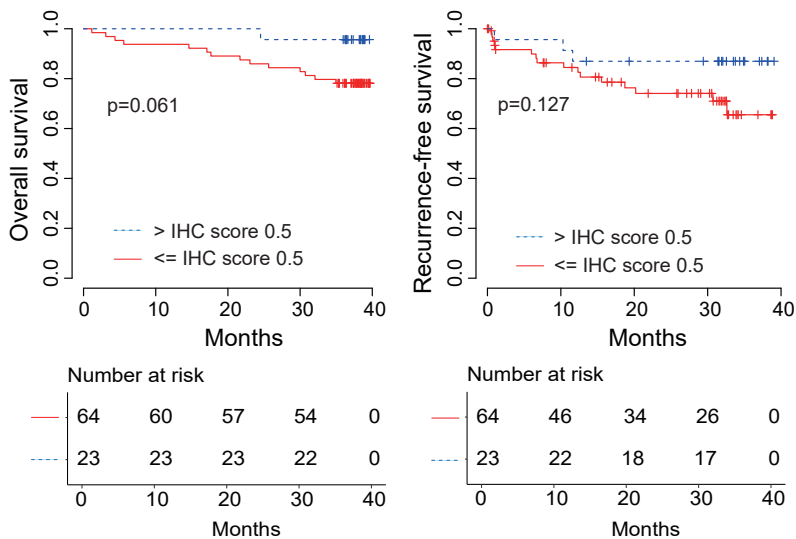 Overall survival
1.0
0.8
0.6
0.4
0.2
0.0
p=0.061
> IHC score 0.5
<= IHC score 0.5
0 10 20 30 40
Months
Number at risk
64 60 57 54 0
23 23 23 22 0
0 10 20 30 40
Months
Recurrence-free survival
1.0
0.8
0.6
0.4
0.2
0.0
p=0.127
> IHC score 0.5
<= IHC score 0.5
0 10 20 30 40
Months
Number at risk
64 46 34 26 0
23 22 18 17 0
0 10 20 30 40
Months